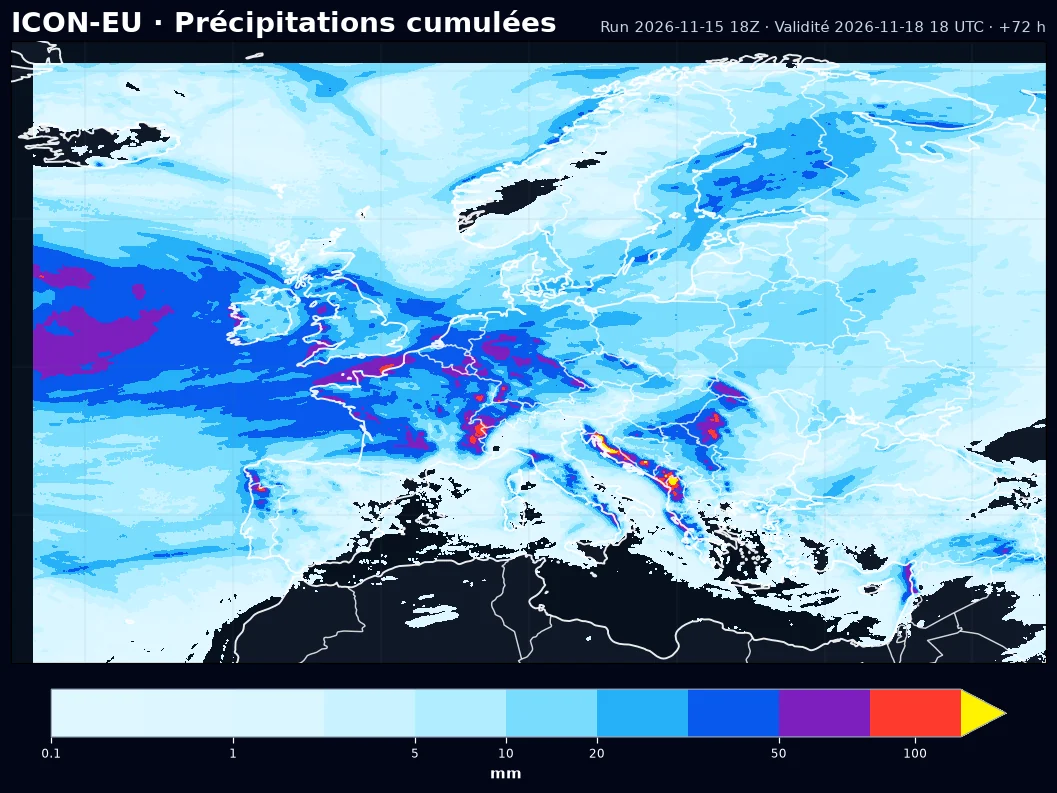 ICON-EU · Précipitations cumulées
Run 2026-11-15 18Z · Validité 2026-11-18 18 UTC · +72 h
0.1 1 5 10 20 50 100
mm